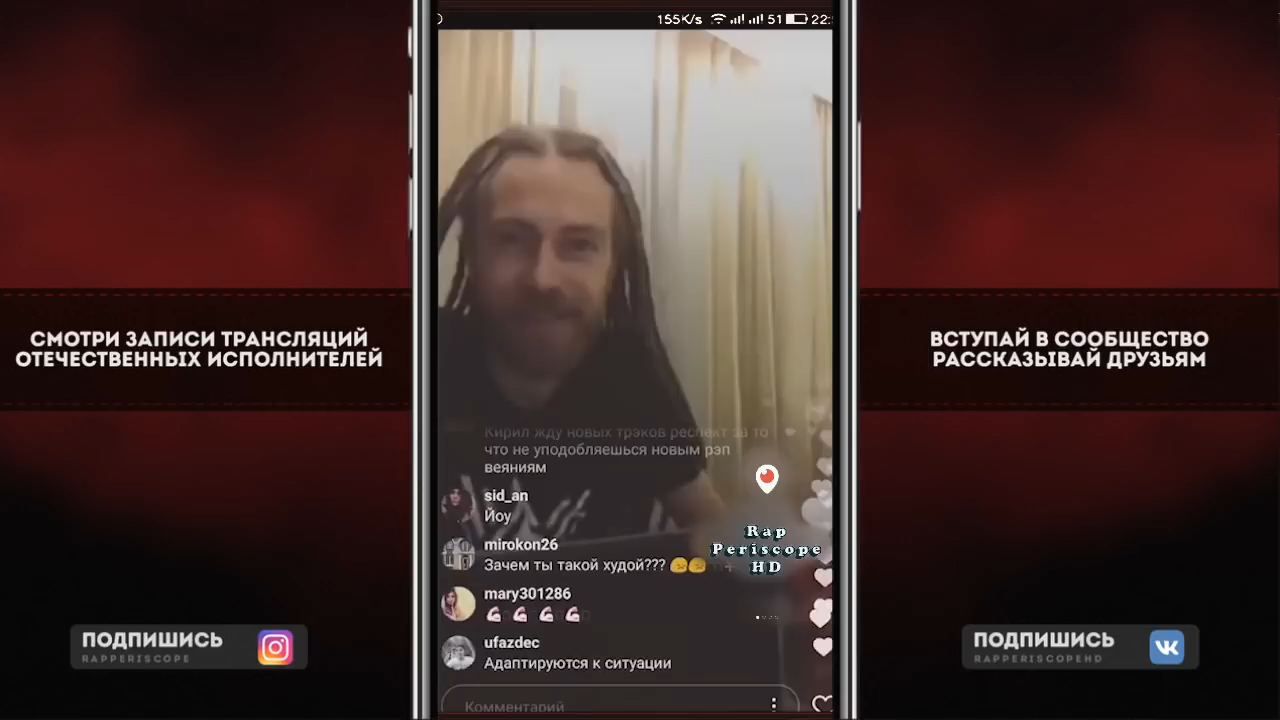 155K/s 51 22:
СМОТРИ ЗАПИСИ ТРАНСЛЯЦИЙ
ОТЕЧЕСТВЕННЫХ ИСПОЛНИТЕЛЕЙ
ВСТУПАЙ В СООБЩЕСТВО
РАССКАЗЫВАЙ ДРУЗЬЯМ
Кирил жду новых трэков респект за то
что не уподобляешься новым рэп
веяниям
sid_an
Йоу
mirokon26
Зачем ты такой худой???
mary301286
ufazdec
Адаптируются к ситуации
Комментарий
Rap
Periscope
HD
ПОДПИШИСЬ
RAPPERISCOPE
ПОДПИШИСЬ
RAPPERISCOPEHD